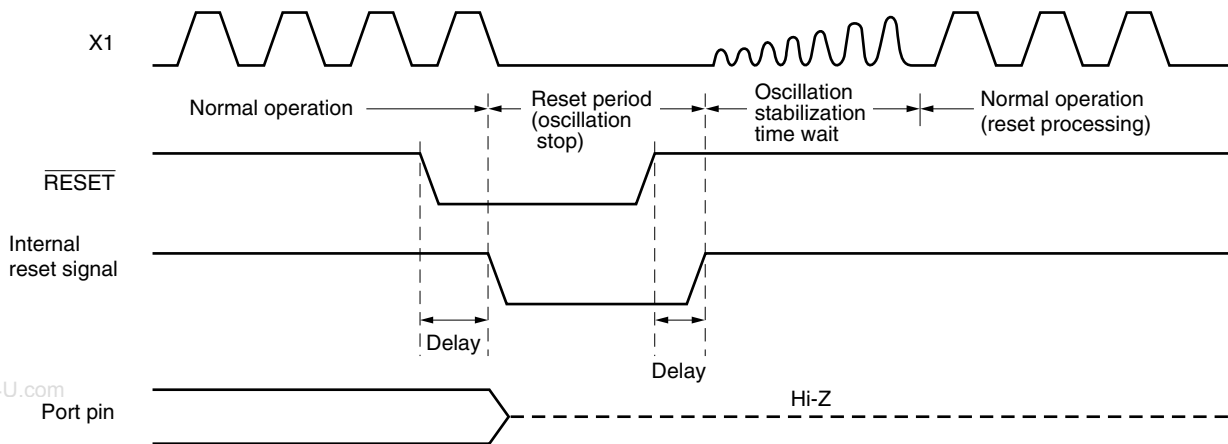 X1
Normal operation
Reset period
(oscillation
stop)
Oscillation
stabilization
time wait
Normal operation
(reset processing)
RESET
Internal
reset signal
Delay
Delay
U.com
Port pin
Hi-Z